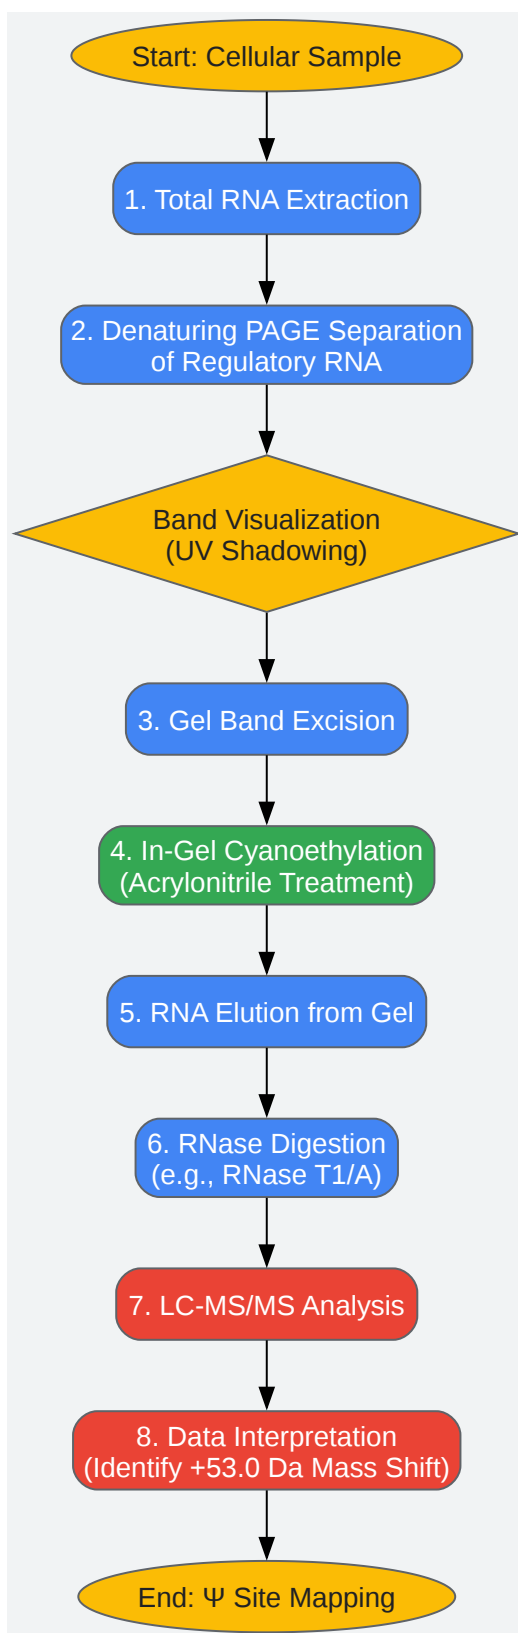 Start: Cellular Sample
1. Total RNA Extraction
2. Denaturing PAGE Separation
of Regulatory RNA
Band Visualization
(UV Shadowing)
3. Gel Band Excision
4. In-Gel Cyanoethylation
(Acrylonitrile Treatment)
5. RNA Elution from Gel
6. RNase Digestion
(e.g., RNase T1/A)
7. LC-MS/MS Analysis
8. Data Interpretation
(Identify +53.0 Da Mass Shift)
End: Ψ Site Mapping